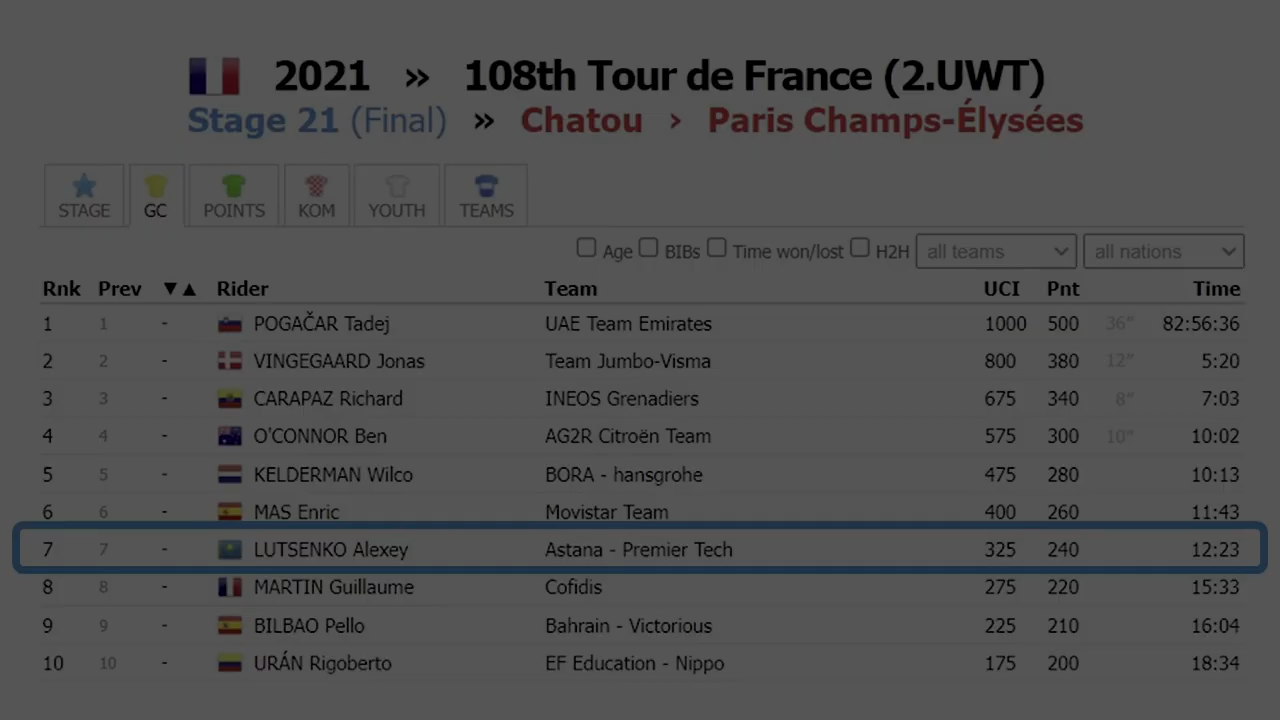 2021 » 108th Tour de France (2.UWT)
Stage 21 (Final) » Chatou › Paris Champs-Élysées
STAGE GC POINTS KOM YOUTH TEAMS
Age BIBs Time won/lost H2H all teams all nations
Rnk Prev ▼▲ Rider Team UCI Pnt Time
1 1 - POGAČAR Tadej UAE Team Emirates 1000 500 36″ 82:56:36
2 2 - VINGEGAARD Jonas Team Jumbo-Visma 800 380 12″ 5:20
3 3 - CARAPAZ Richard INEOS Grenadiers 675 340 8″ 7:03
4 4 - O'CONNOR Ben AG2R Citroën Team 575 300 10″ 10:02
5 5 - KELDERMAN Wilco BORA - hansgrohe 475 280 10:13
6 6 - MAS Enric Movistar Team 400 260 11:43
7 7 - LUTSENKO Alexey Astana - Premier Tech 325 240 12:23
8 8 - MARTIN Guillaume Cofidis 275 220 15:33
9 9 - BILBAO Pello Bahrain - Victorious 225 210 16:04
10 10 - URÁN Rigoberto EF Education - Nippo 175 200 18:34